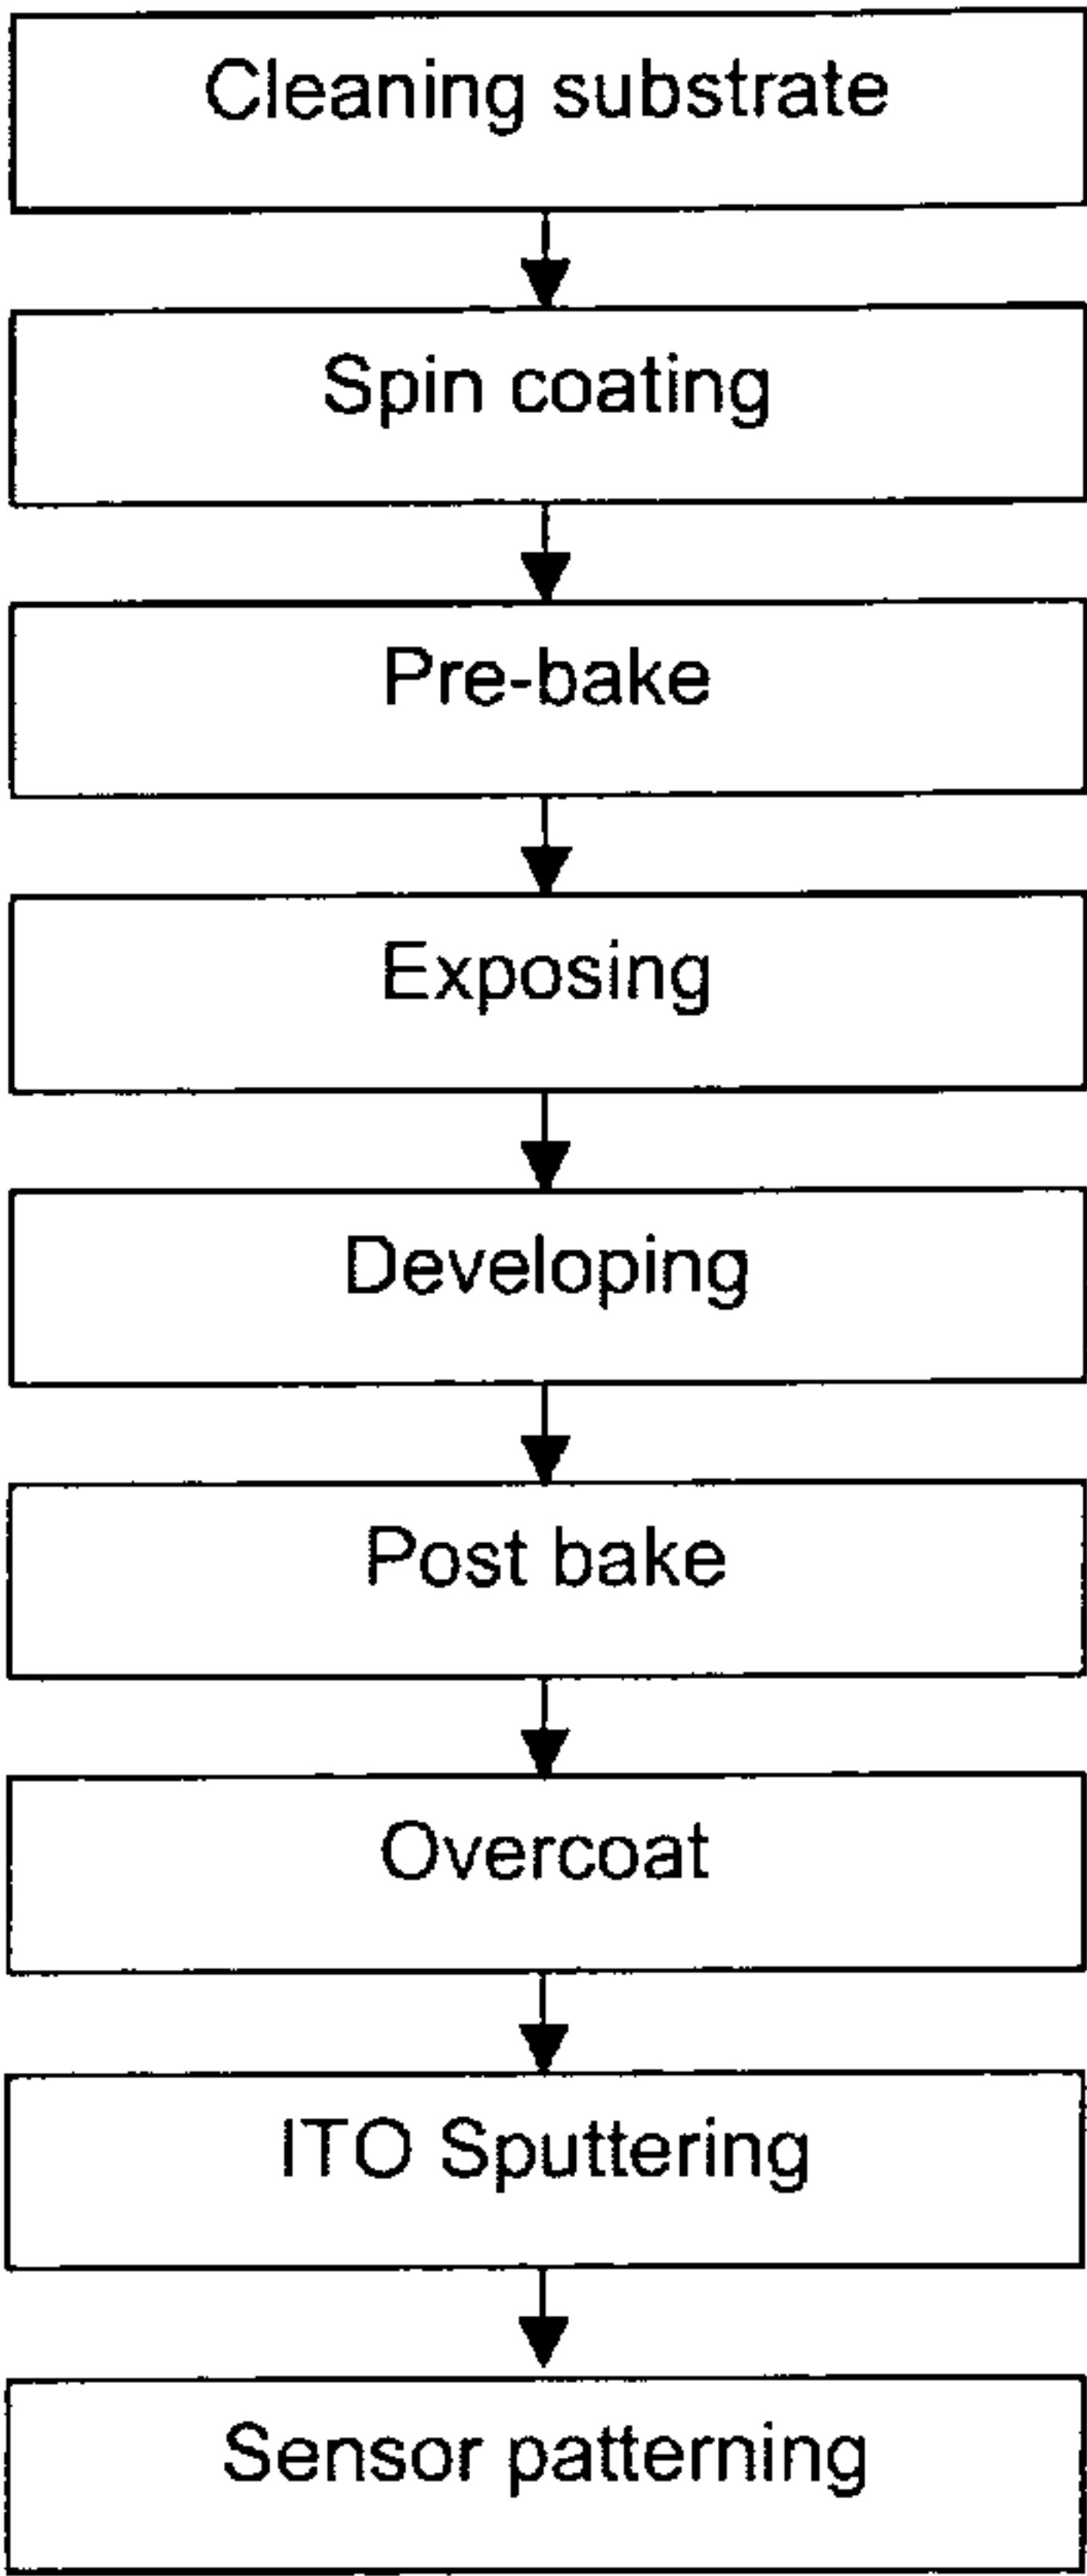 Cleaning substrate
Spin coating
Pre-bake
Exposing
Developing
Post bake
Overcoat
ITO Sputtering
Sensor patterning